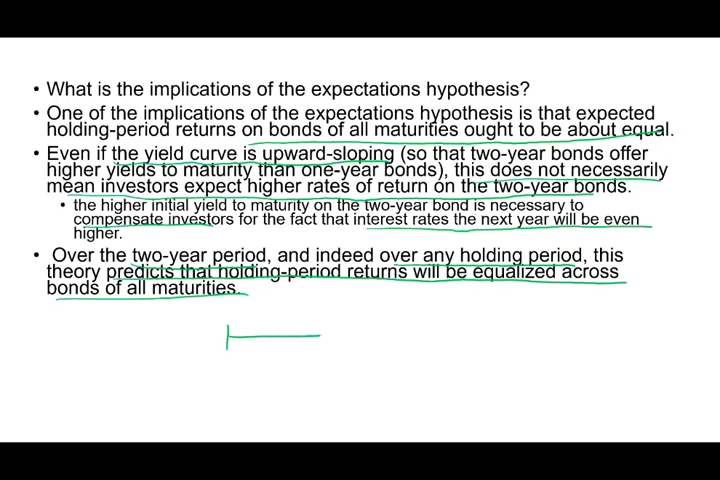 • What is the implications of the expectations hypothesis?
• One of the implications of the expectations hypothesis is that expected
holding-period returns on bonds of all maturities ought to be about equal.
• Even if the yield curve is upward-sloping (so that two-year bonds offer
higher yields to maturity than one-year bonds), this does not necessarily
mean investors expect higher rates of return on the two-year bonds.
• the higher initial yield to maturity on the two-year bond is necessary to
compensate investors for the fact that interest rates the next year will be even
higher.
• Over the two-year period, and indeed over any holding period, this
theory predicts that holding-period returns will be equalized across
bonds of all maturities.